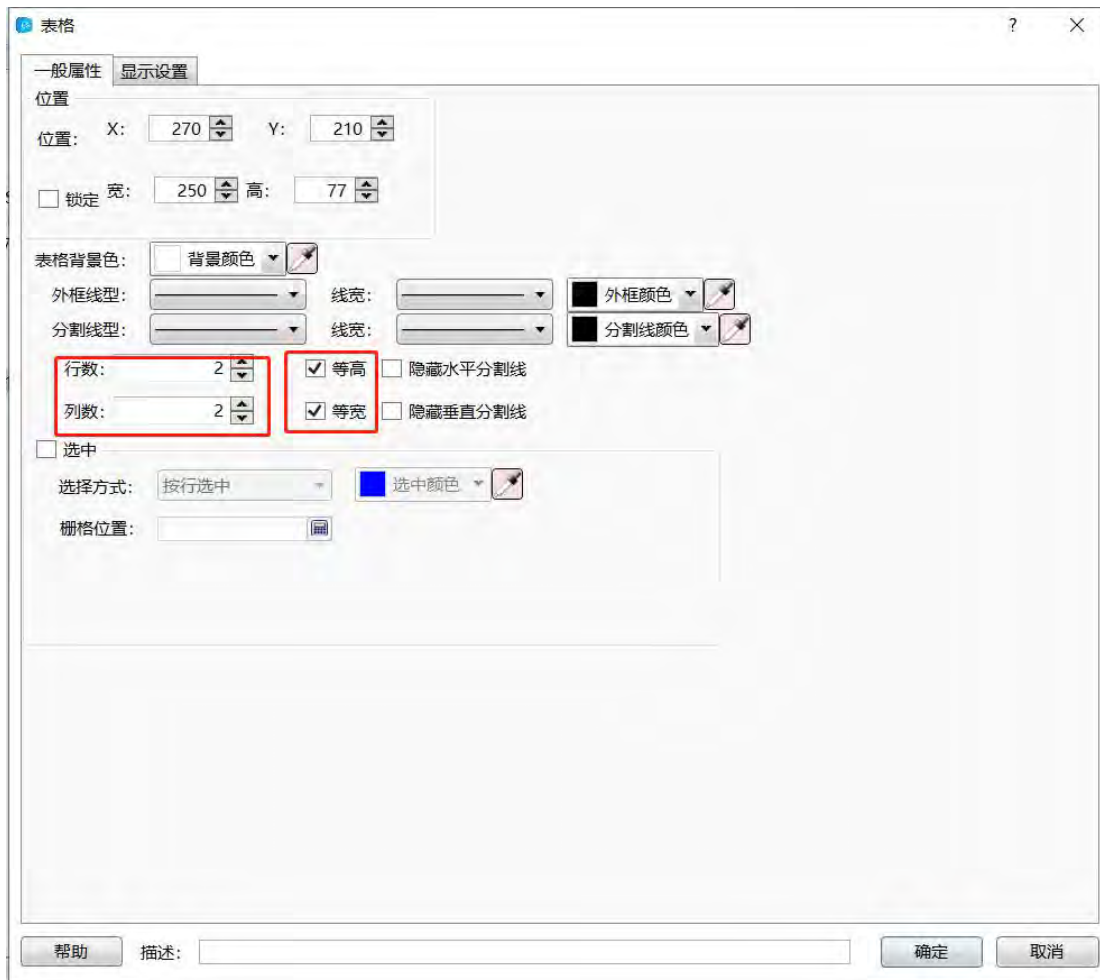 表格
一般属性 显示设置
位置
位置: X: 270 Y: 210
锁定 宽: 250 高: 77
表格背景色: 背景颜色
外框线型: 线宽: 外框颜色
分割线型: 线宽: 分割线颜色
行数: 2 等高 隐藏水平分割线
列数: 2 等宽 隐藏垂直分割线
选中
选择方式: 按行选中 选中颜色
栅格位置:
帮助 描述: 确定 取消